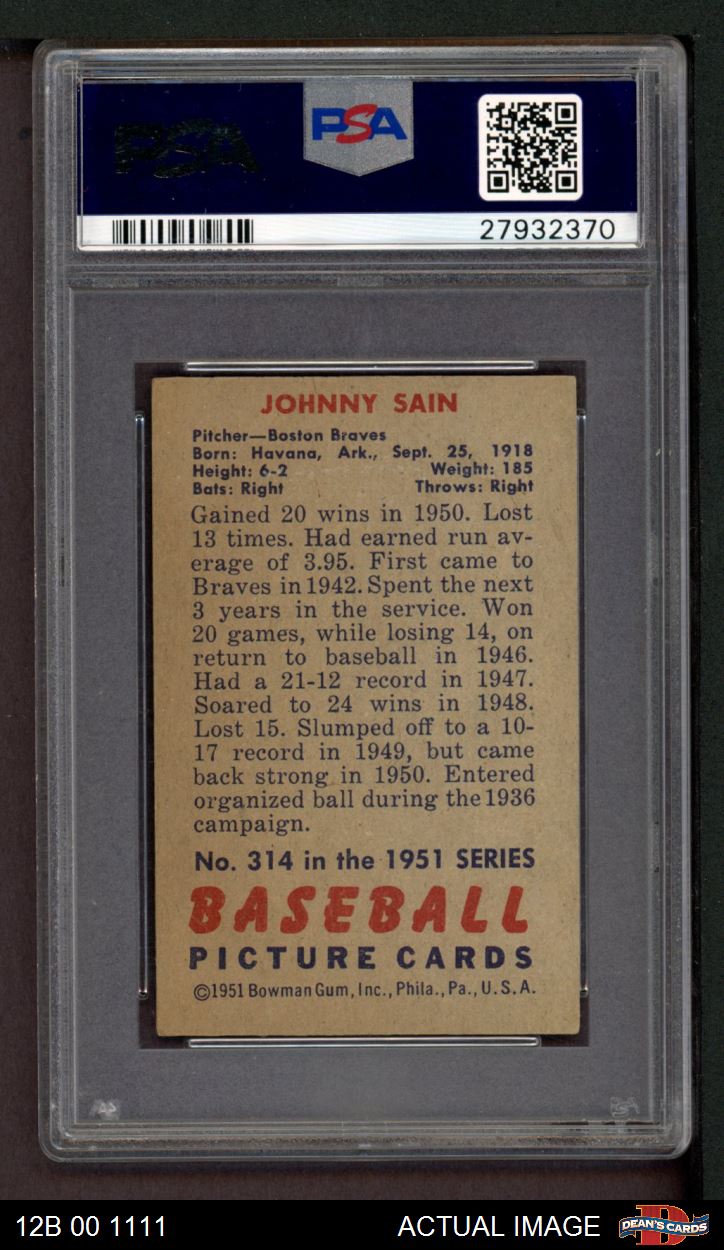 PSA
PSA
27932370
JOHNNY SAIN
Pitcher—Boston Braves
Born: Havana, Ark., Sept. 25, 1918
Height: 6-2 Weight: 185
Bats: Right Throws: Right
Gained 20 wins in 1950. Lost
13 times. Had earned run av-
erage of 3.95. First came to
Braves in 1942. Spent the next
3 years in the service. Won
20 games, while losing 14, on
return to baseball in 1946.
Had a 21-12 record in 1947.
Soared to 24 wins in 1948.
Lost 15. Slumped off to a 10-
17 record in 1949, but came
back strong in 1950. Entered
organized ball during the 1936
campaign.
No. 314 in the 1951 SERIES
BASEBALL
PICTURE CARDS
©1951 Bowman Gum, Inc., Phila., Pa., U.S.A.
12B 00 1111 ACTUAL IMAGE DEAN'S CARDS